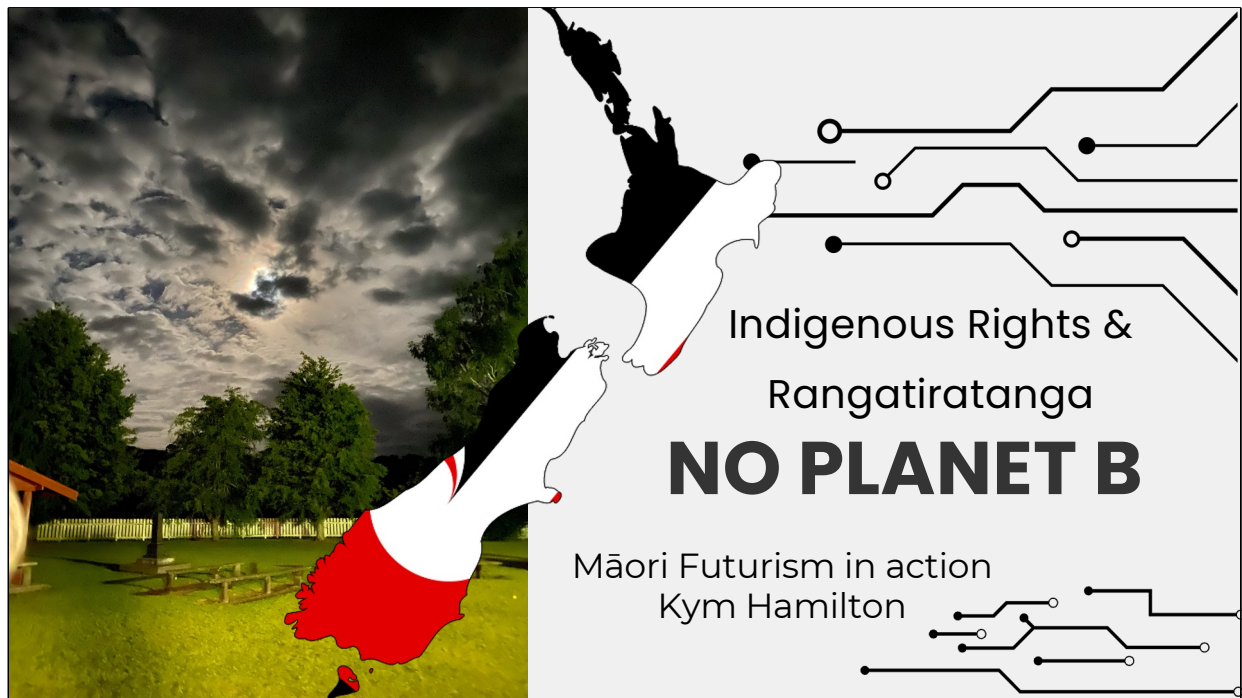 Indigenous Rights &
Rangatiratanga
NO PLANET B
Māori Futurism in action
Kym Hamilton